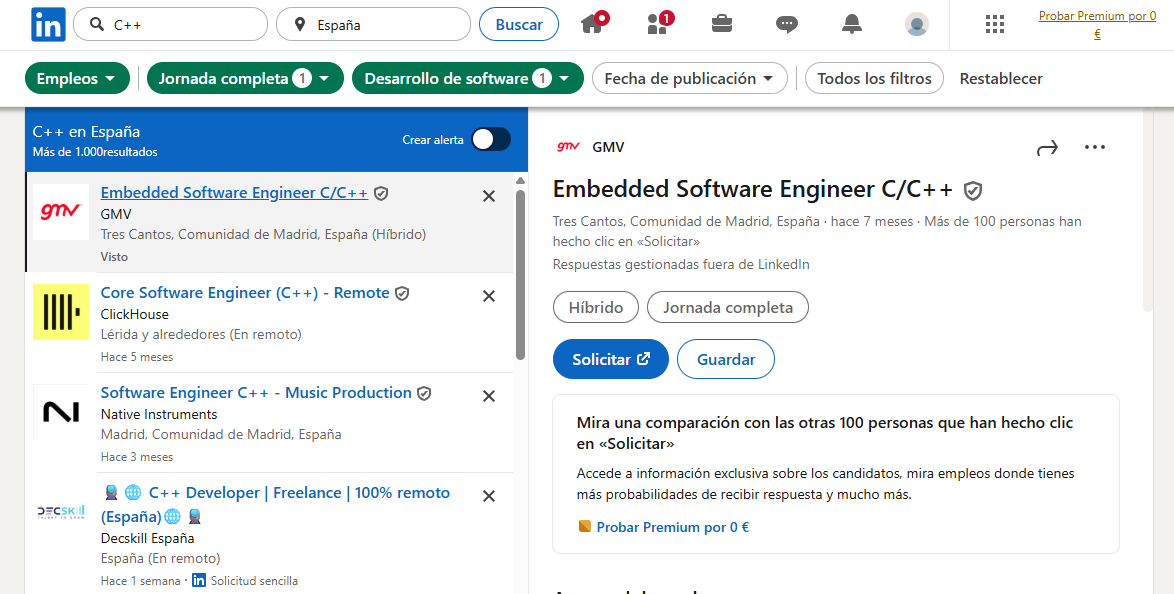 in
C++
España
Buscar
1
Probar Premium por 0
€
Empleos
Jornada completa 1
Desarrollo de software 1
Fecha de publicación
Todos los filtros
Restablecer
C++ en España
Más de 1.000resultados
Crear alerta
gmv
Embedded Software Engineer C/C++
GMV
Tres Cantos, Comunidad de Madrid, España (Híbrido)
Visto
Core Software Engineer (C++) - Remote
ClickHouse
Lérida y alrededores (En remoto)
Hace 5 meses
Software Engineer C++ - Music Production
Native Instruments
Madrid, Comunidad de Madrid, España
Hace 3 meses
DECSKILL
C++ Developer | Freelance | 100% remoto
(España)
Decskill España
España (En remoto)
Hace 1 semana · in Solicitud sencilla
gmv GMV
Embedded Software Engineer C/C++
Tres Cantos, Comunidad de Madrid, España · hace 7 meses · Más de 100 personas han
hecho clic en «Solicitar»
Respuestas gestionadas fuera de LinkedIn
Híbrido
Jornada completa
Solicitar
Guardar
Mira una comparación con las otras 100 personas que han hecho clic
en «Solicitar»
Accede a información exclusiva sobre los candidatos, mira empleos donde tienes
más probabilidades de recibir respuesta y mucho más.
Probar Premium por 0 €